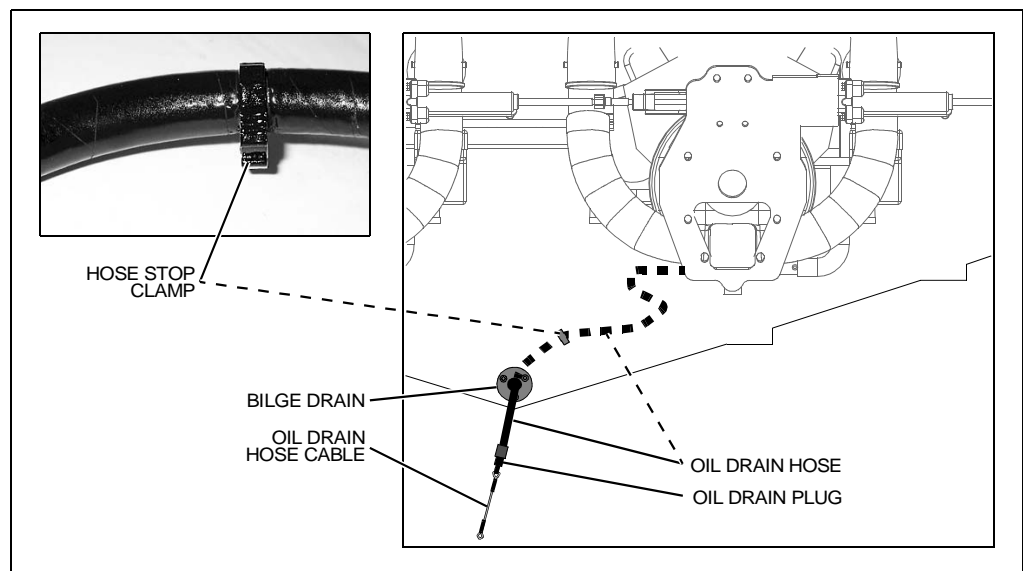 HOSE STOP
CLAMP
BILGE DRAIN
OIL DRAIN
HOSE CABLE
OIL DRAIN HOSE
OIL DRAIN PLUG